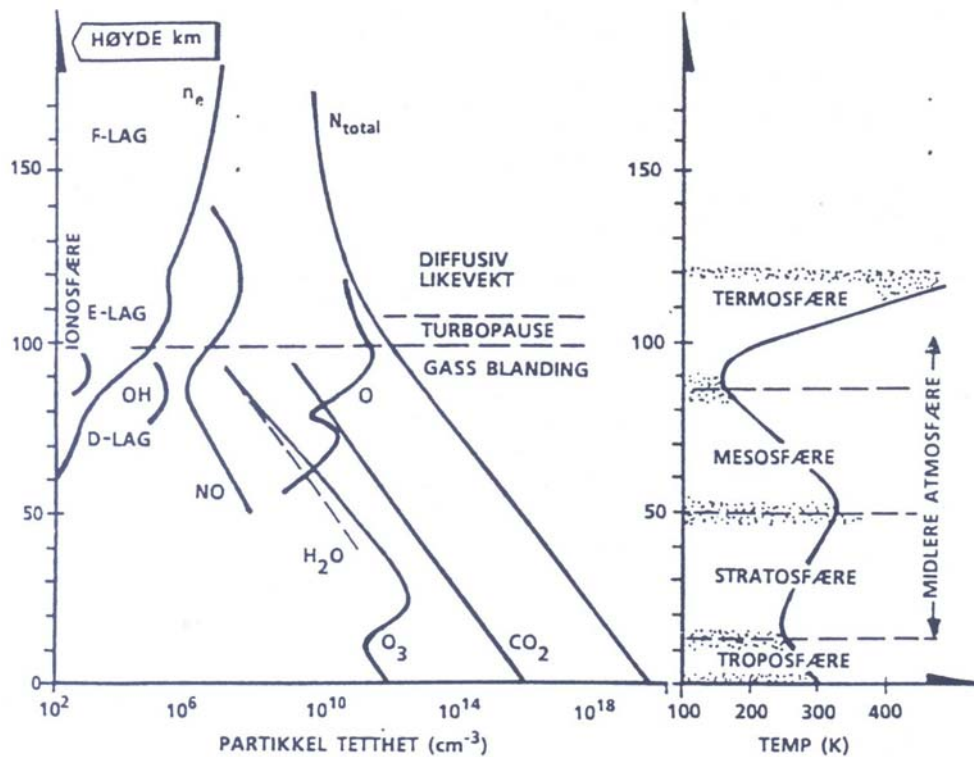 HØYDE km
n_e
N_total
F-LAG
150
IONOSFÆRE
DIFFUSIV
LIKEVEKT
E-LAG
TURBOPAUSE
100
GASS BLANDING
OH
O
D-LAG
NO
50
H₂O
O₃
CO₂
0
10² 10⁶ 10¹⁰ 10¹⁴ 10¹⁸
PARTIKKEL TETTHET (cm⁻³)
150
TERMOSFÆRE
100
MESOSFÆRE
50
STRATOSFÆRE
TROPOSFÆRE
0
MIDLERE ATMOSFÆRE
100 200 300 400
TEMP (K)